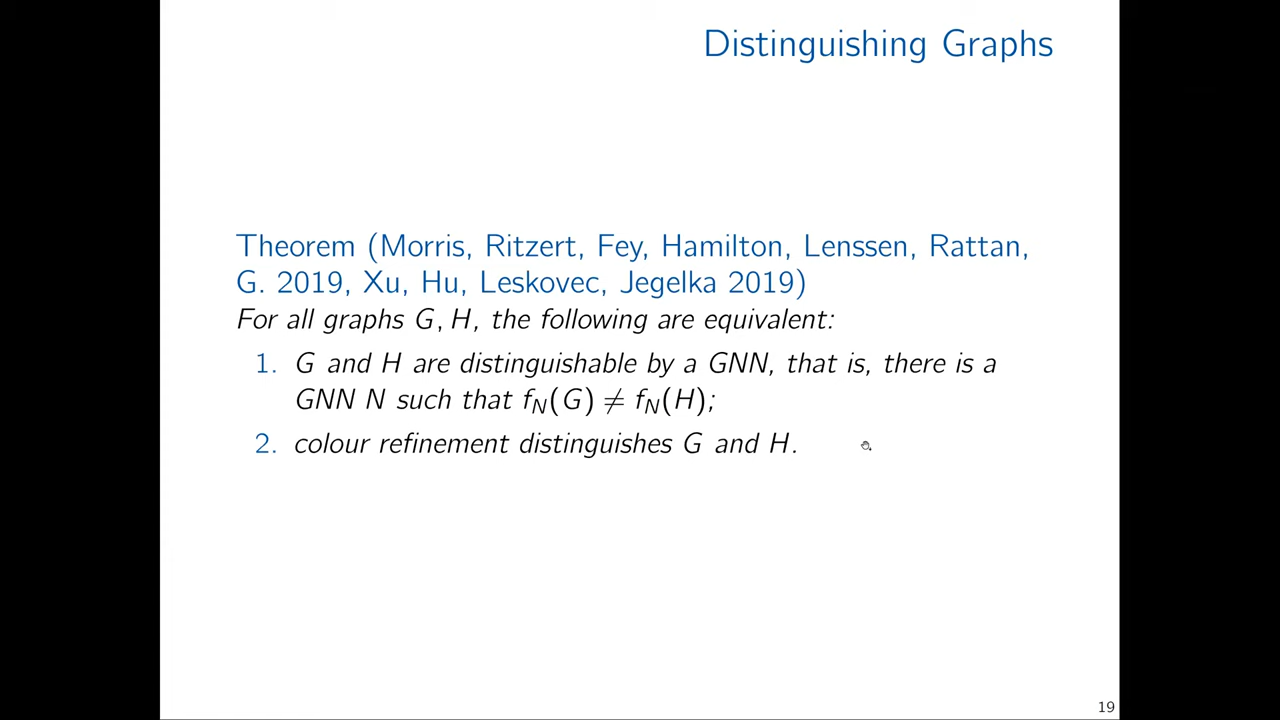 Distinguishing Graphs
Theorem (Morris, Ritzert, Fey, Hamilton, Lenssen, Rattan,
G. 2019, Xu, Hu, Leskovec, Jegelka 2019)
For all graphs G, H, the following are equivalent:
1. G and H are distinguishable by a GNN, that is, there is a
GNN N such that f_N(G) ≠ f_N(H);
2. colour refinement distinguishes G and H.
19